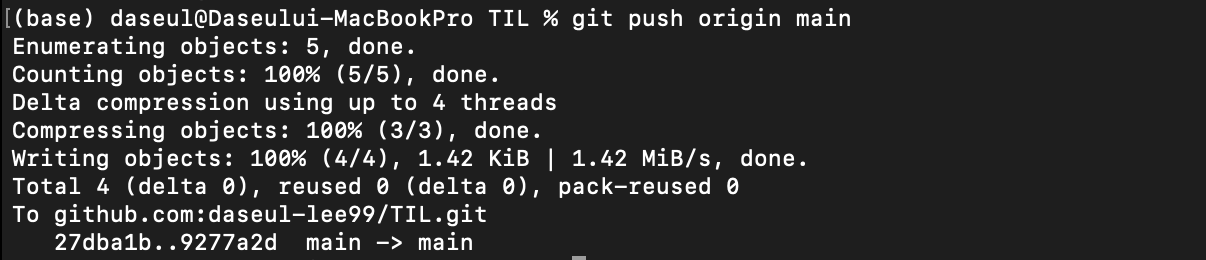 [(base) daseul@Daseului-MacBookPro TIL % git push origin main
Enumerating objects: 5, done.
Counting objects: 100% (5/5), done.
Delta compression using up to 4 threads
Compressing objects: 100% (3/3), done.
Writing objects: 100% (4/4), 1.42 KiB | 1.42 MiB/s, done.
Total 4 (delta 0), reused 0 (delta 0), pack-reused 0
To github.com:daseul-lee99/TIL.git
   27dba1b..9277a2d  main -> main